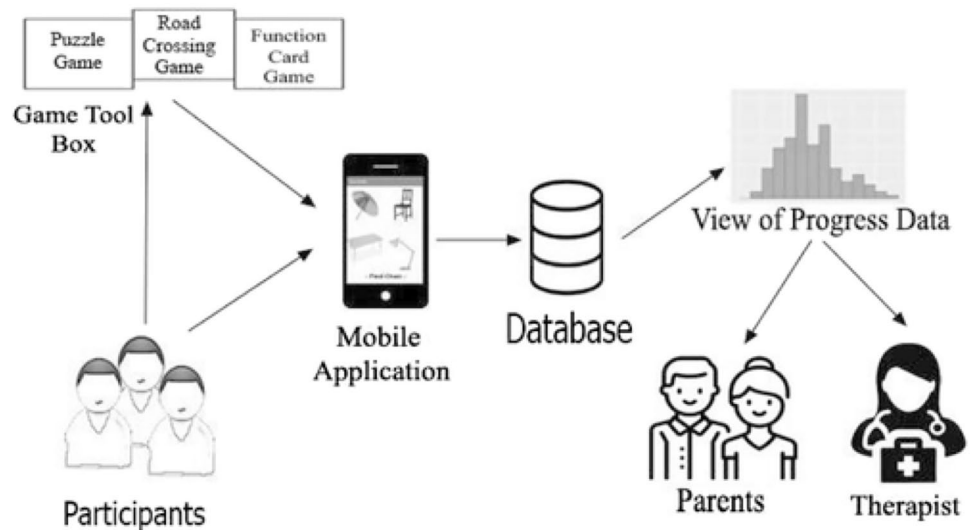 Puzzle
Game
Road
Crossing
Game
Function
Card
Game
Game Tool
Box
Mobile
Application
Database
View of Progress Data
Participants
Parents
Therapist